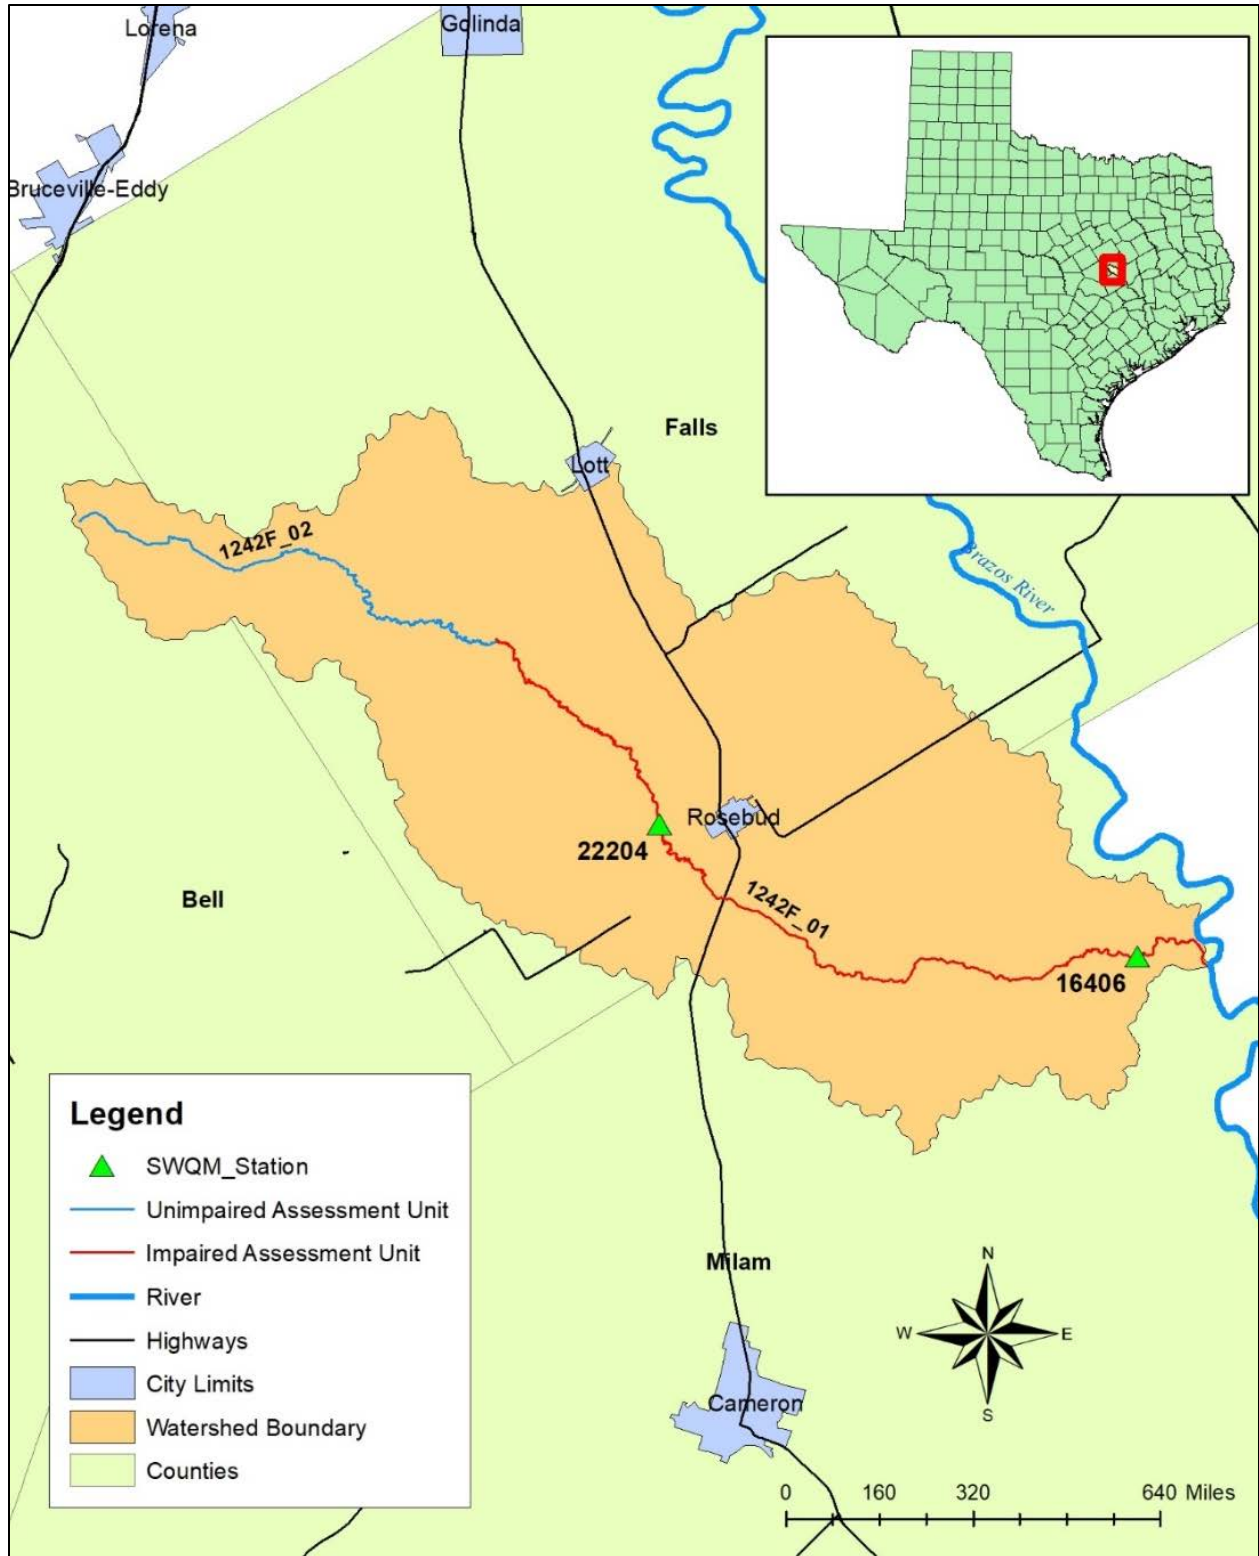 Lorena
Golinda
Bruceville-Eddy
Falls
Lott
1242F_02
Brazos River
Rosebud
22204
1242F_01
Bell
16406
Legend
SWQM_Station
Unimpaired Assessment Unit
Impaired Assessment Unit
River
Highways
City Limits
Watershed Boundary
Counties
Milam
N
W
E
S
Cameron
0 160 320 640 Miles